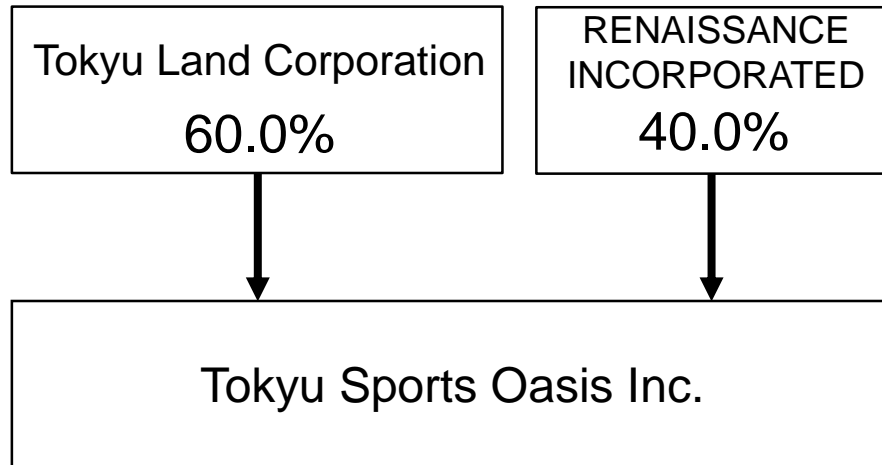 Tokyu Land Corporation
60.0%
RENAISSANCE
INCORPORATED
40.0%
Tokyu Sports Oasis Inc.